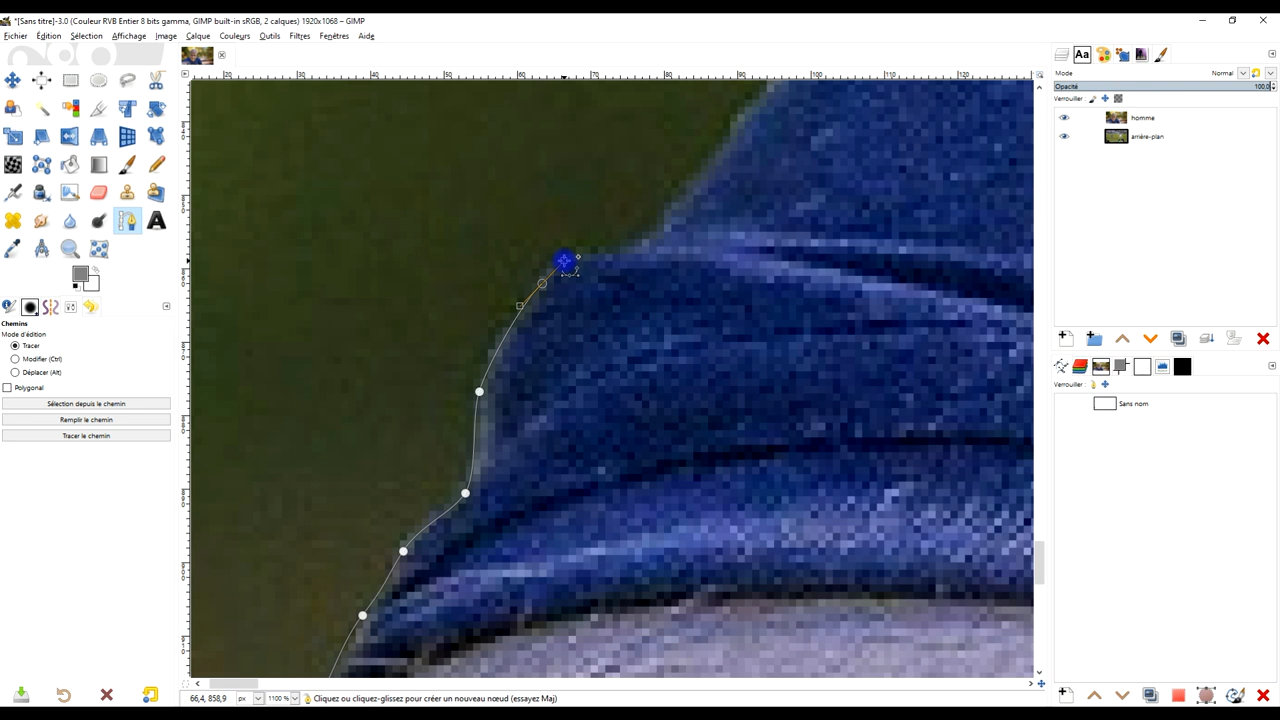 *[Sans titre]-3.0 (Couleur RVB Entier 8 bits gamma, GIMP built-in sRGB, 2 calques) 1920x1068 – GIMP
Fichier Édition Sélection Affichage Image Calque Couleurs Outils Filtres Fenêtres Aide
Mode Normal
Opacité 100,0
Verrouiller :
homme
arrière-plan
Chemins
Mode d'édition
Tracer
Modifier (Ctrl)
Déplacer (Alt)
Polygonal
Sélection depuis le chemin
Remplir le chemin
Tracer le chemin
Verrouiller :
Sans nom
66,4, 858,9 px 1100 % Cliquez ou cliquez-glissez pour créer un nouveau nœud (essayez Maj)